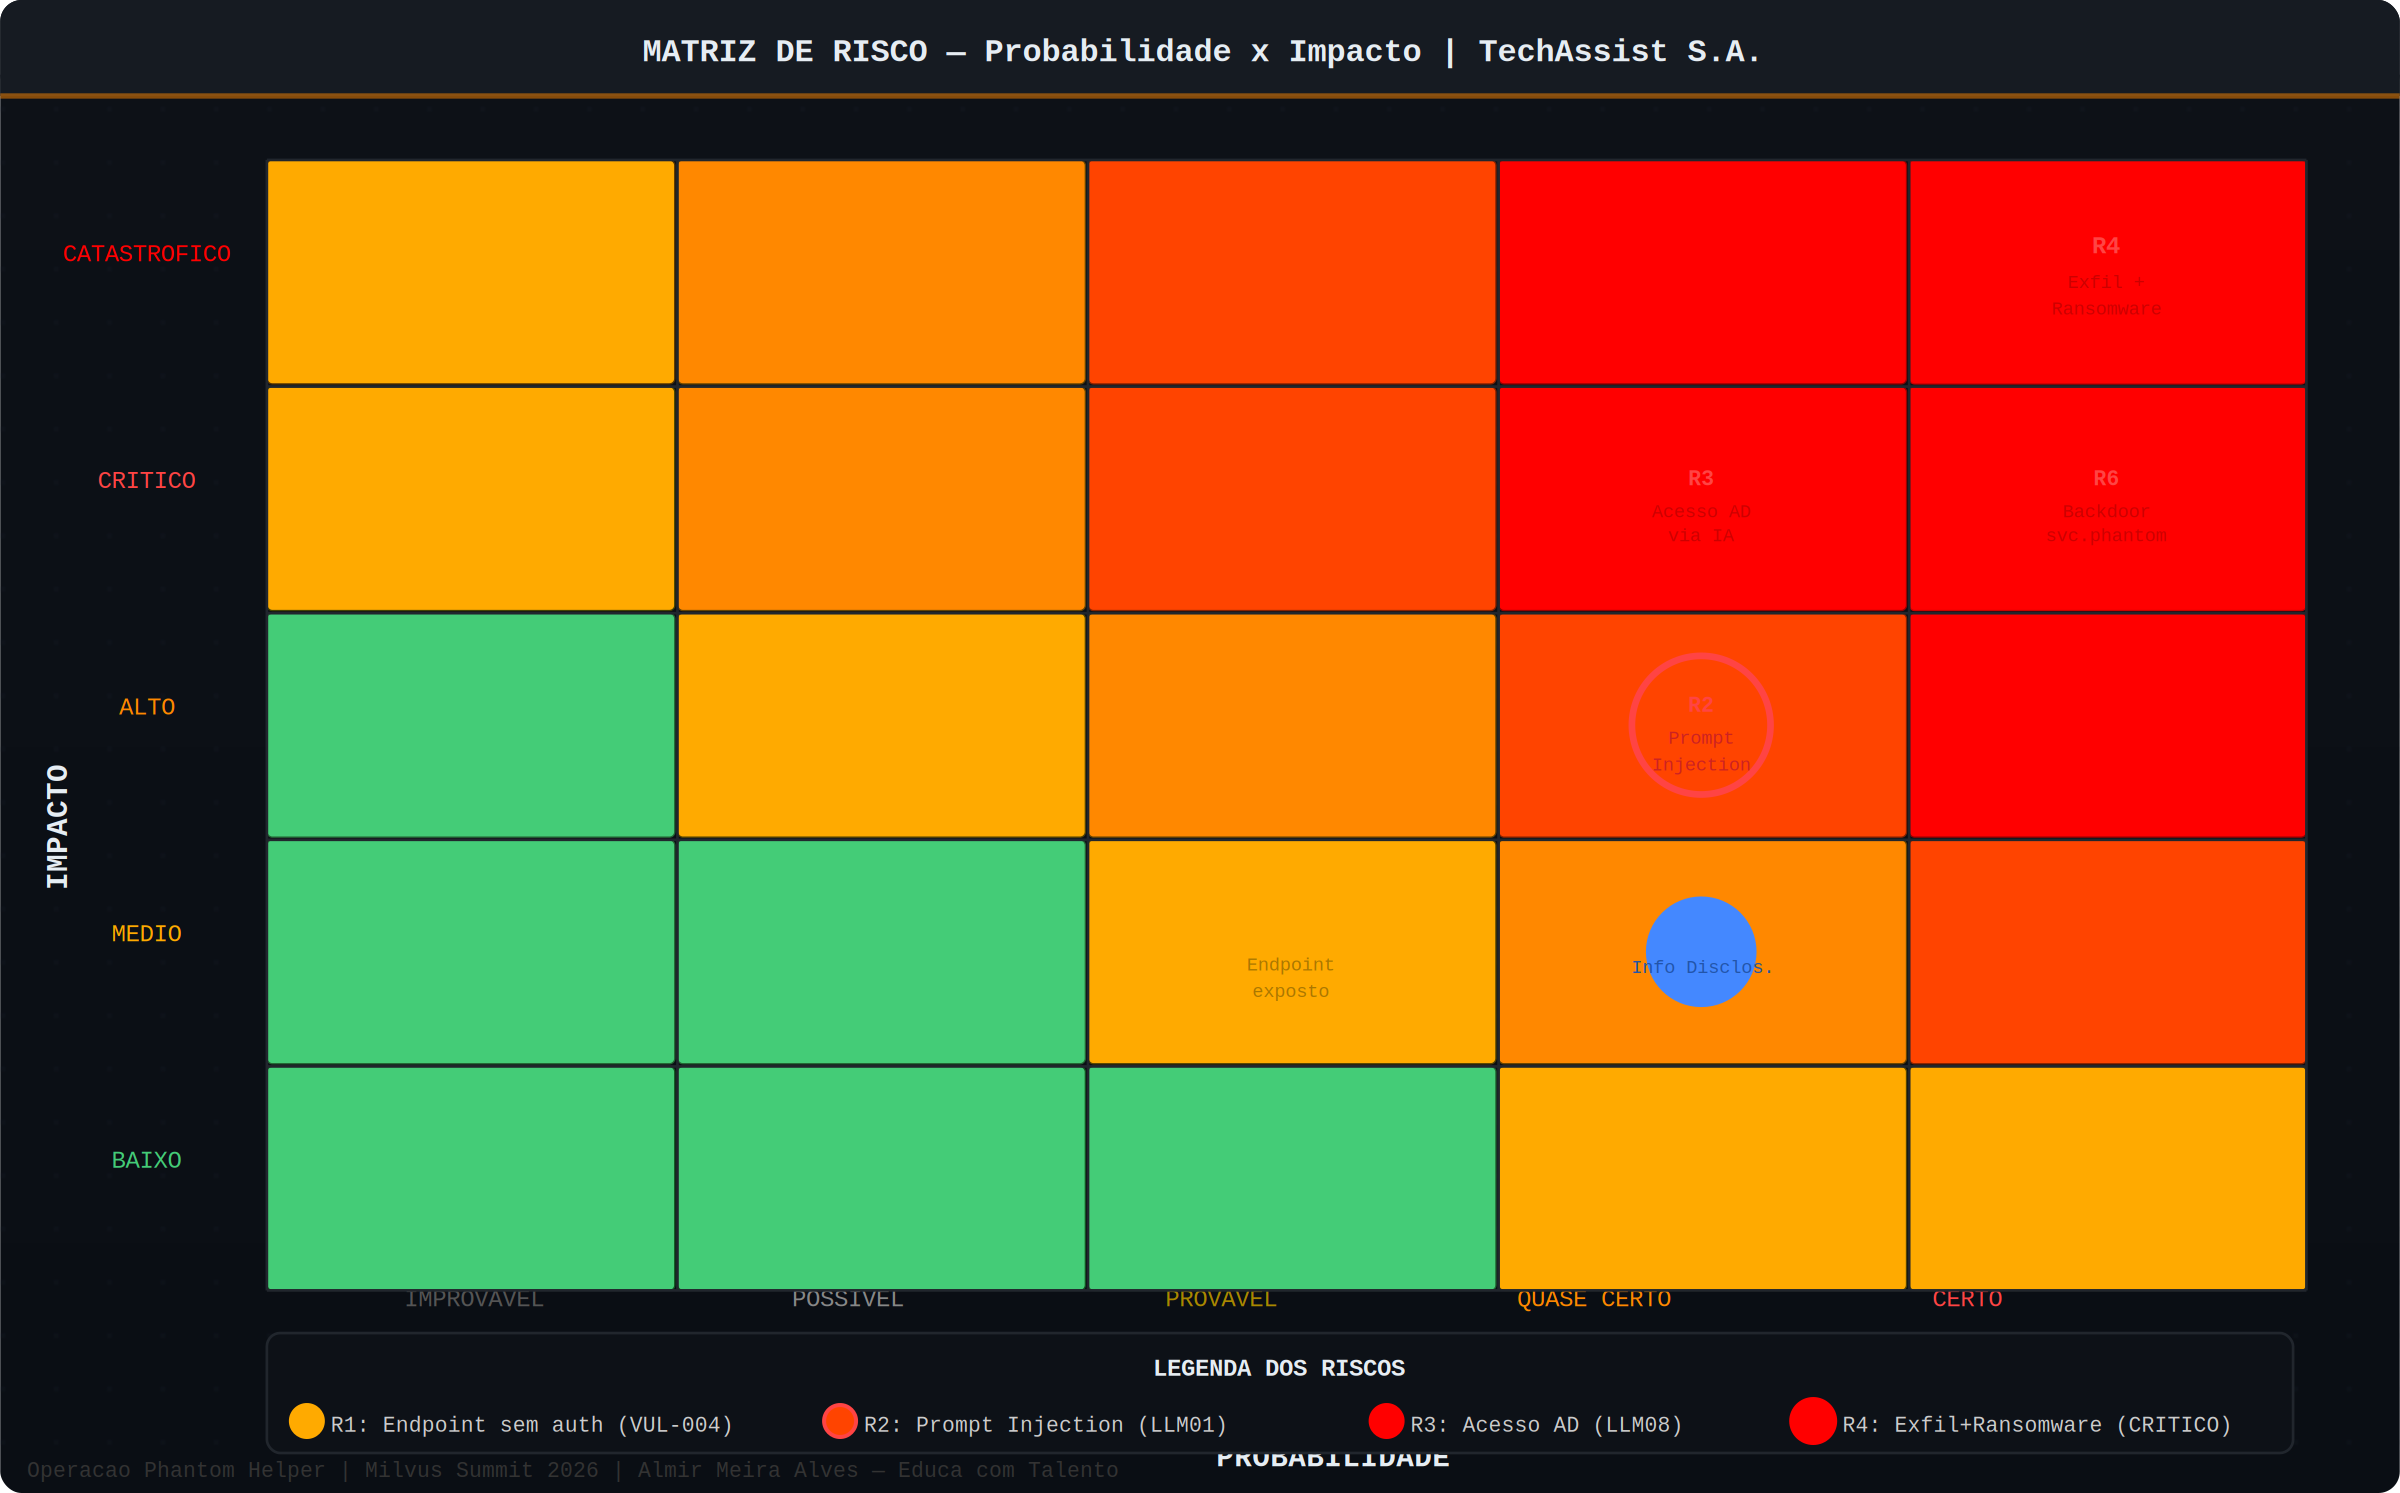 MATRIZ DE RISCO — Probabilidade x Impacto | TechAssist S.A.
CATASTROFICO
R4
Exfil +
Ransomware
CRITICO
R3
Acesso AD
via IA
R6
Backdoor
svc.phantom
ALTO
R2
Prompt
Injection
IMPACTO
MEDIO
Endpoint
exposto
Info Disclos.
BAIXO
IMPROVAVEL
POSSIVEL
PROVAVEL
QUASE CERTO
CERTO
LEGENDA DOS RISCOS
R1: Endpoint sem auth (VUL-004)
R2: Prompt Injection (LLM01)
R3: Acesso AD (LLM08)
R4: Exfil+Ransomware (CRITICO)
PROBABILIDADE
Operacao Phantom Helper | Milvus Summit 2026 | Almir Meira Alves — Educa com Talento